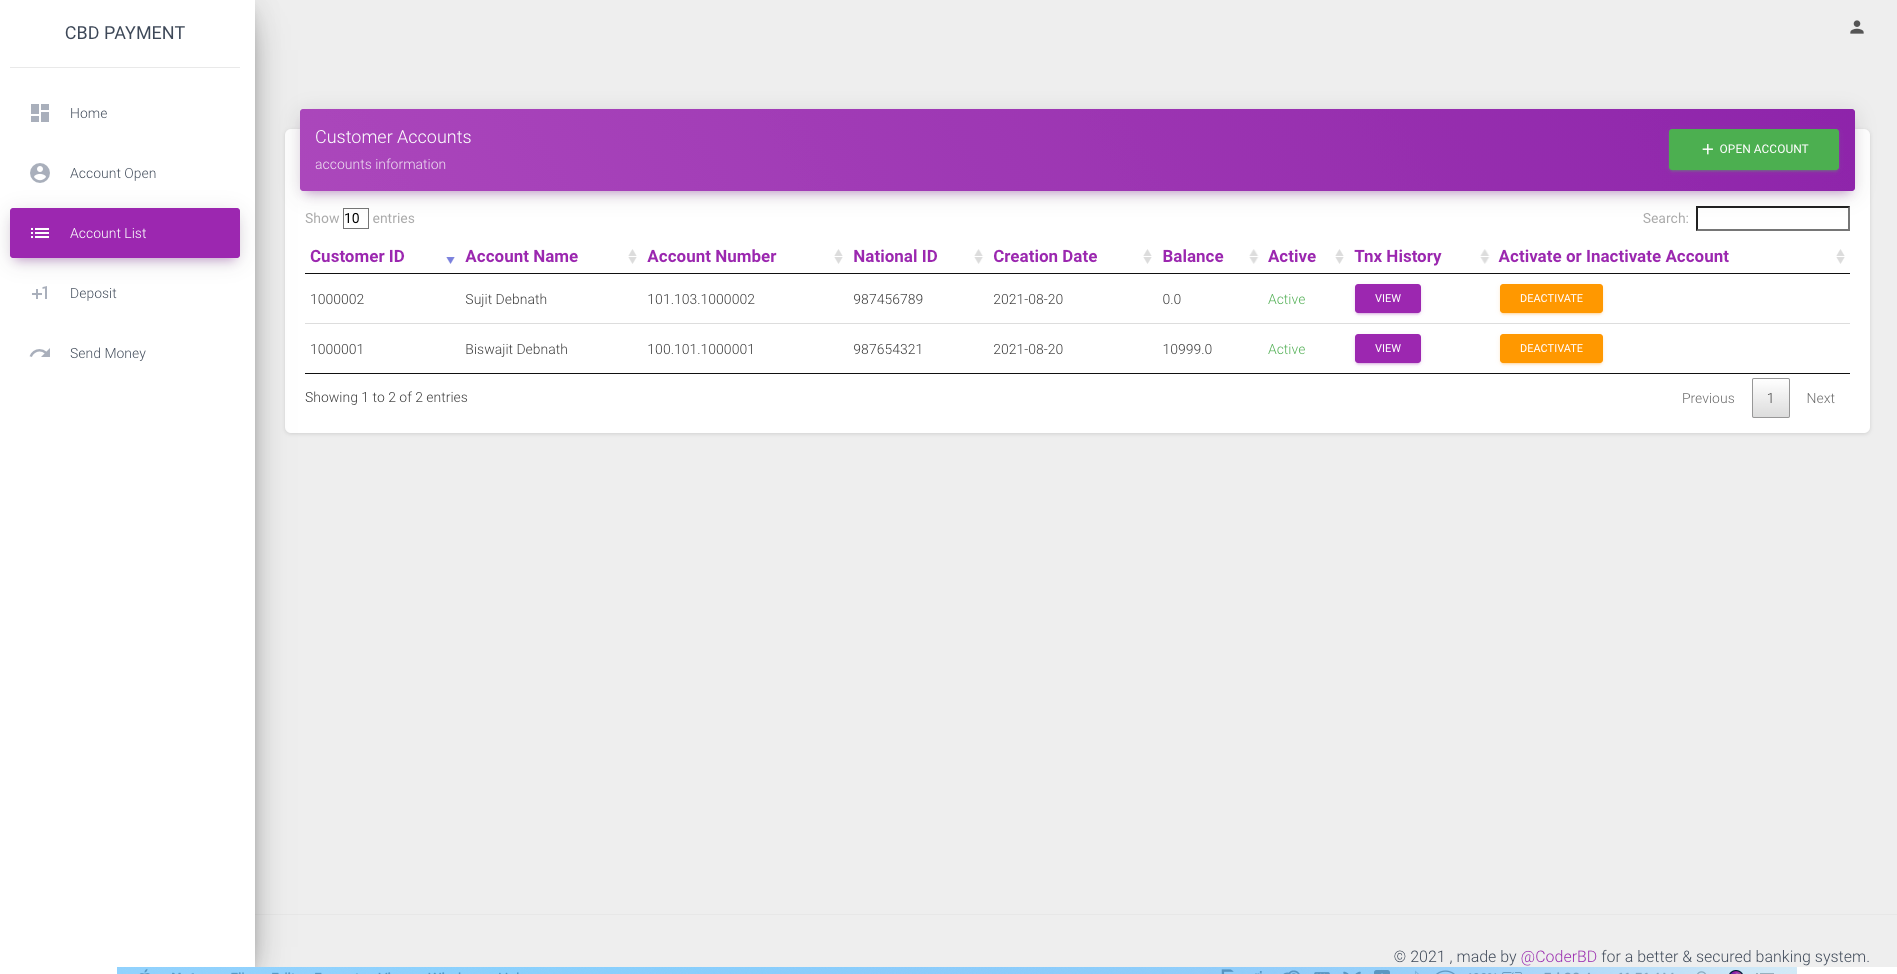 CBD PAYMENT
Home
Account Open
Account List
Deposit
Send Money
Customer Accounts
accounts information
OPEN ACCOUNT
Show 10 entries
Search:
Customer ID Account Name Account Number National ID Creation Date Balance Active Tnx History Activate or Inactivate Account
1000002 Sujit Debnath 101.103.1000002 987456789 2021-08-20 0.0 Active VIEW DEACTIVATE
1000001 Biswajit Debnath 100.101.1000001 987654321 2021-08-20 10999.0 Active VIEW DEACTIVATE
Showing 1 to 2 of 2 entries
Previous 1 Next
© 2021 , made by @CoderBD for a better & secured banking system.